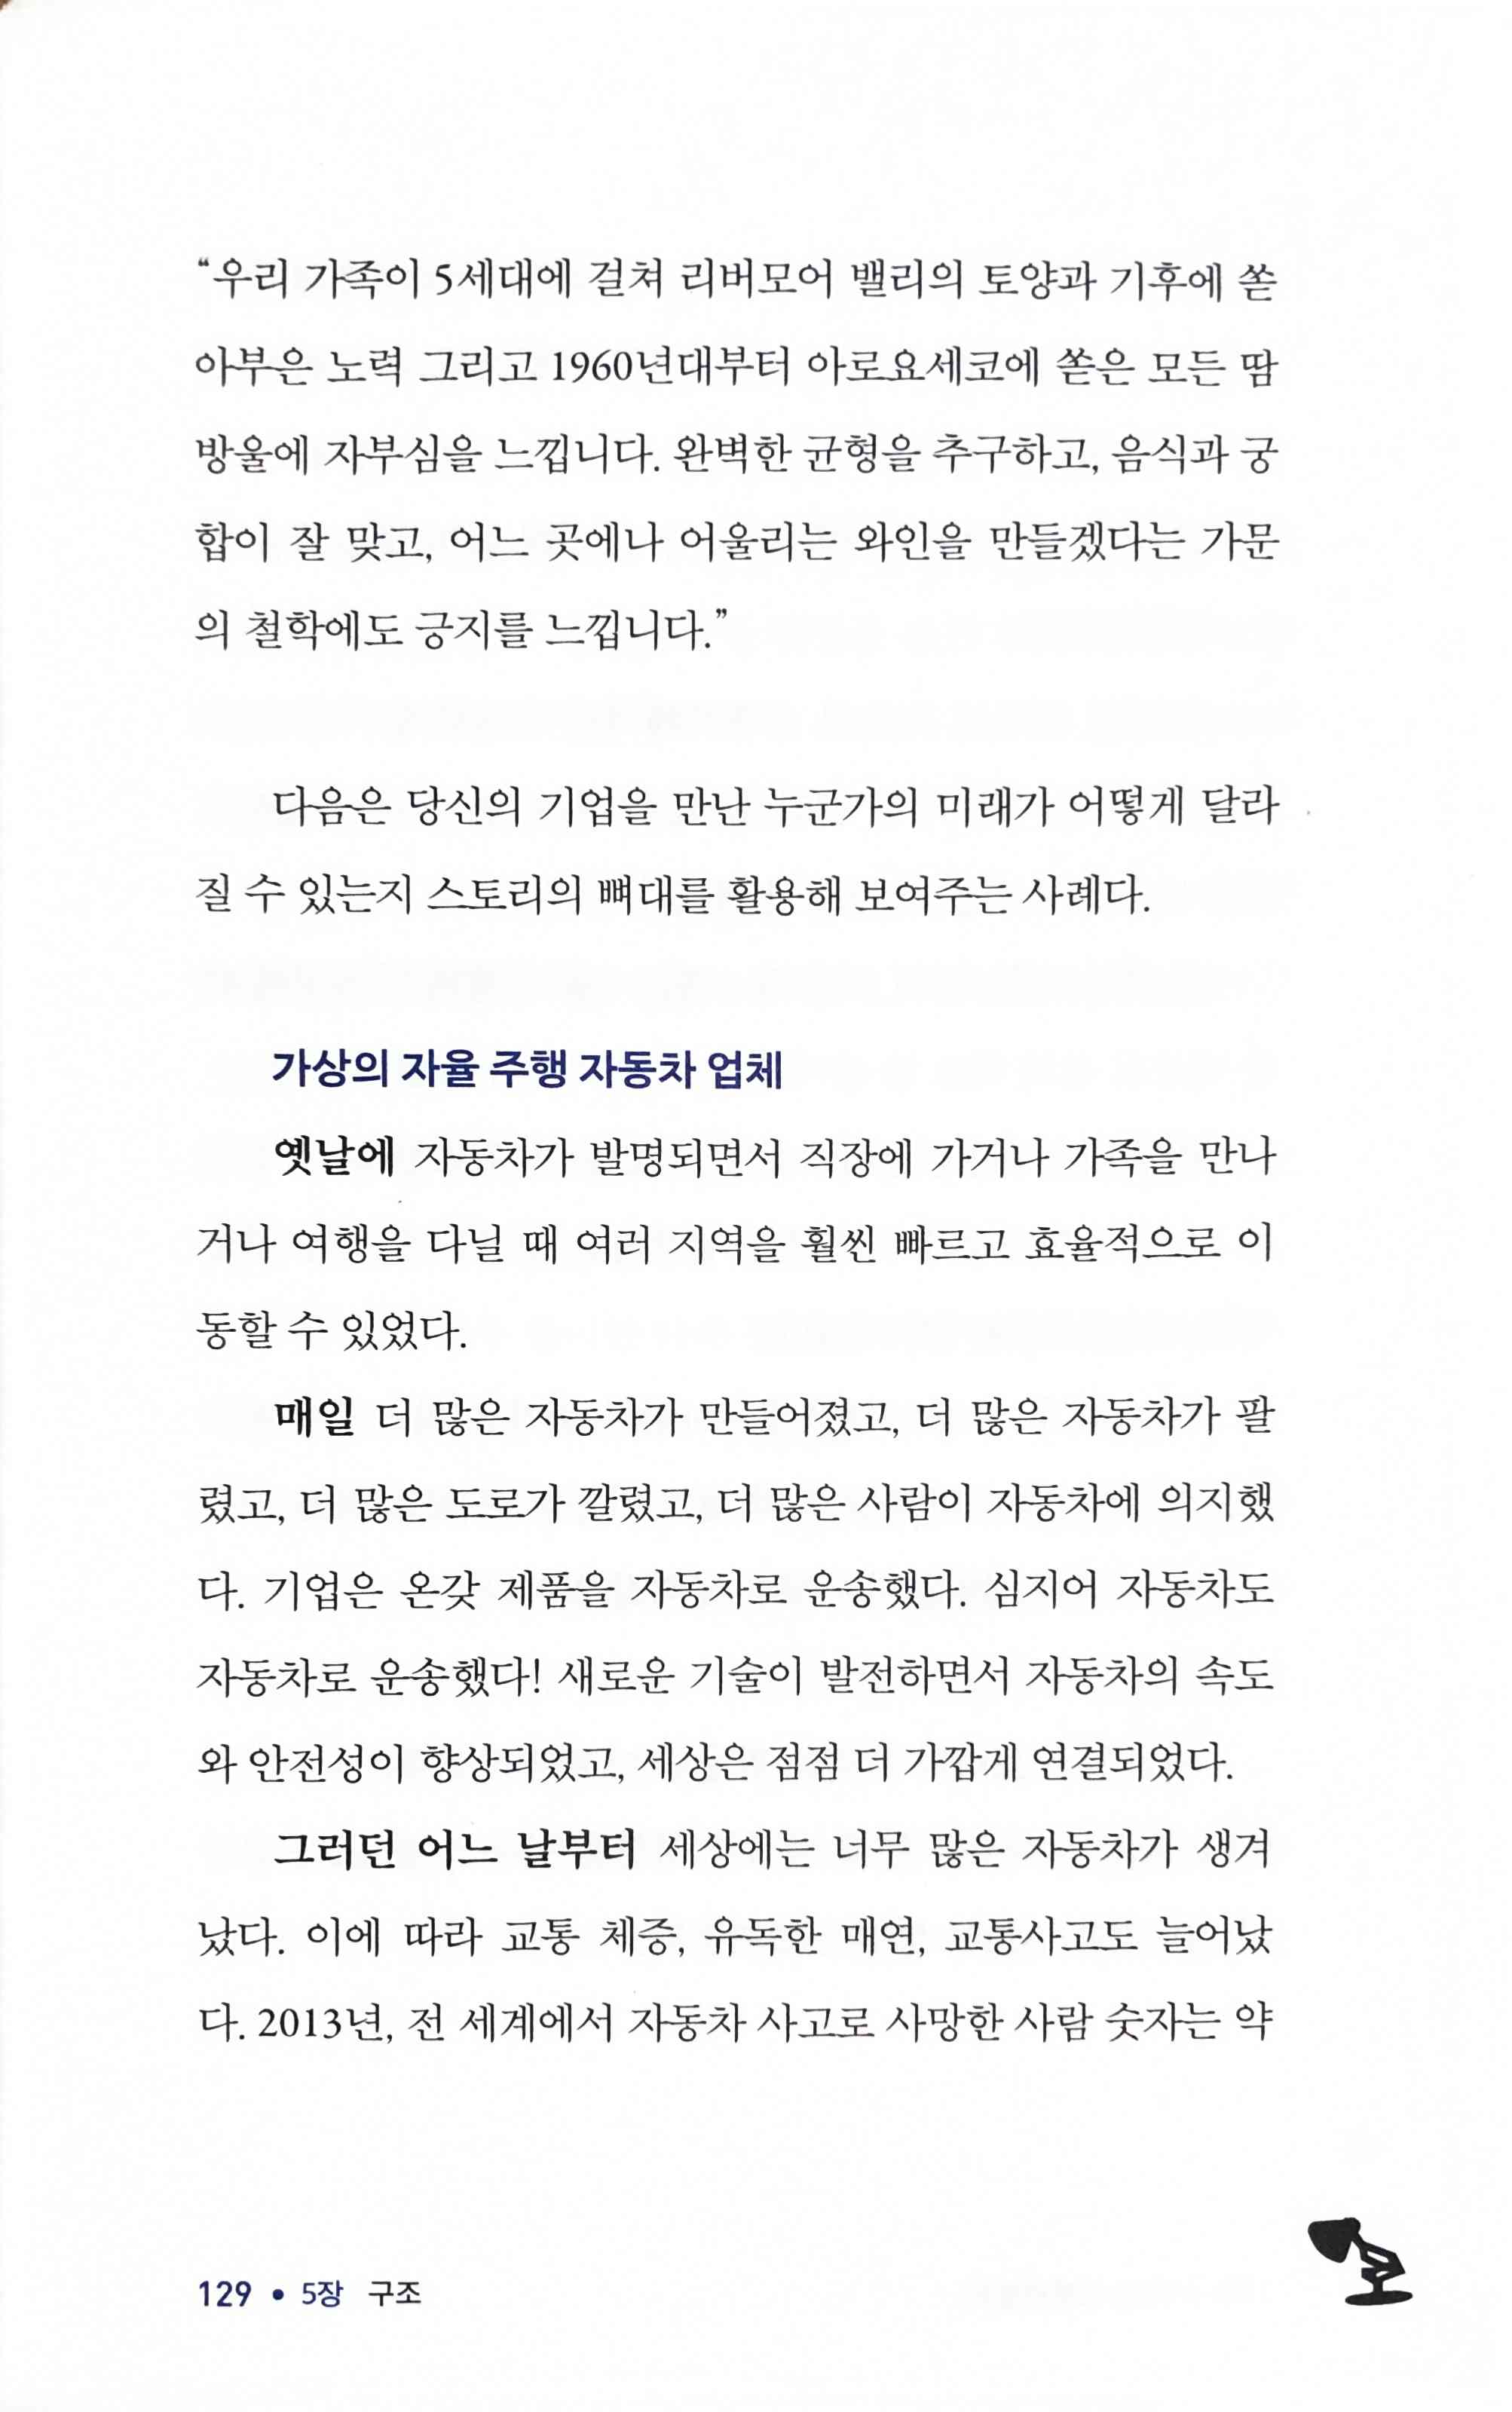 “우리 가족이 5세대에 걸쳐 리버모어 밸리의 토양과 기후에 쏟
아부은 노력 그리고 1960년대부터 아로요세코에 쏟은 모든 땀
방울에 자부심을 느낍니다. 완벽한 균형을 추구하고, 음식과 궁
합이 잘 맞고, 어느 곳에나 어울리는 와인을 만들겠다는 가문
의 철학에도 긍지를 느낍니다.”
다음은 당신의 기업을 만난 누군가의 미래가 어떻게 달라
질 수 있는지 스토리의 뼈대를 활용해 보여주는 사례다.
가상의 자율 주행 자동차 업체
옛날에 자동차가 발명되면서 직장에 가거나 가족을 만나
거나 여행을 다닐 때 여러 지역을 훨씬 빠르고 효율적으로 이
동할 수 있었다.
매일 더 많은 자동차가 만들어졌고, 더 많은 자동차가 팔
렸고, 더 많은 도로가 깔렸고, 더 많은 사람이 자동차에 의지했
다. 기업은 온갖 제품을 자동차로 운송했다. 심지어 자동차도
자동차로 운송했다! 새로운 기술이 발전하면서 자동차의 속도
와 안전성이 향상되었고, 세상은 점점 더 가깝게 연결되었다.
그러던 어느 날부터 세상에는 너무 많은 자동차가 생겨
났다. 이에 따라 교통 체증, 유독한 매연, 교통사고도 늘어났
다. 2013년, 전 세계에서 자동차 사고로 사망한 사람 숫자는 약
129 • 5장 구조